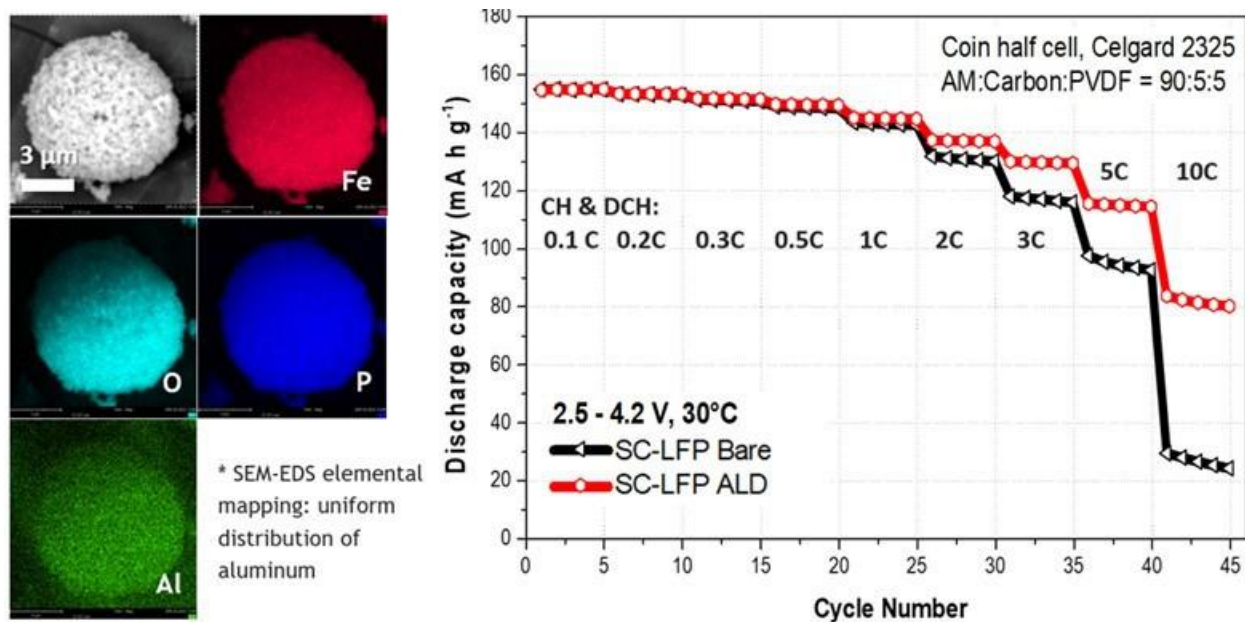 3 μm
Fe
O
P
Al
* SEM-EDS elemental
mapping: uniform
distribution of
aluminum
Discharge capacity (mA h g⁻¹)
180
160
140
120
100
80
60
40
20
0
Coin half cell, Celgard 2325
AM:Carbon:PVDF = 90:5:5
5C 10C
CH & DCH:
0.1 C 0.2C 0.3C 0.5C 1C 2C 3C
2.5 - 4.2 V, 30°C
SC-LFP Bare
SC-LFP ALD
0 5 10 15 20 25 30 35 40 45
Cycle Number